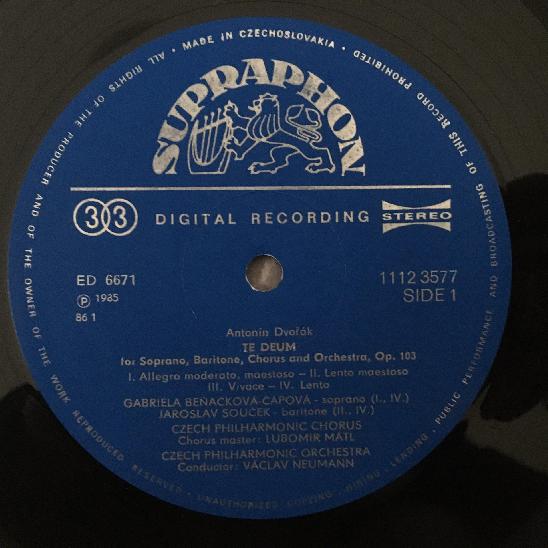 MADE IN CZECHOSLOVAKIA • ALL RIGHTS OF THE PRODUCER AND OF THE OWNER OF THE WORK REPRODUCED RESERVED • UNAUTHORIZED COPYING • HIRING • LENDING • PUBLIC PERFORMANCE AND BROADCASTING OF THIS RECORD PROHIBITED •
SUPRAPHON
33 DIGITAL RECORDING STEREO
ED 6671 1112 3577
Ⓟ 1985 SIDE 1
86 1
Antonín Dvořák
TE DEUM
for Soprano, Baritone, Chorus and Orchestra, Op. 103
I. Allegro moderato, maestoso – II. Lento maestoso
III. Vivace – IV. Lento
GABRIELA BEŇAČKOVÁ-ČÁPOVÁ - soprano (I., IV.)
JAROSLAV SOUČEK - baritone (II., IV.)
CZECH PHILHARMONIC CHORUS
Chorus master: LUBOMÍR MÁTL
CZECH PHILHARMONIC ORCHESTRA
Conductor: VÁCLAV NEUMANN